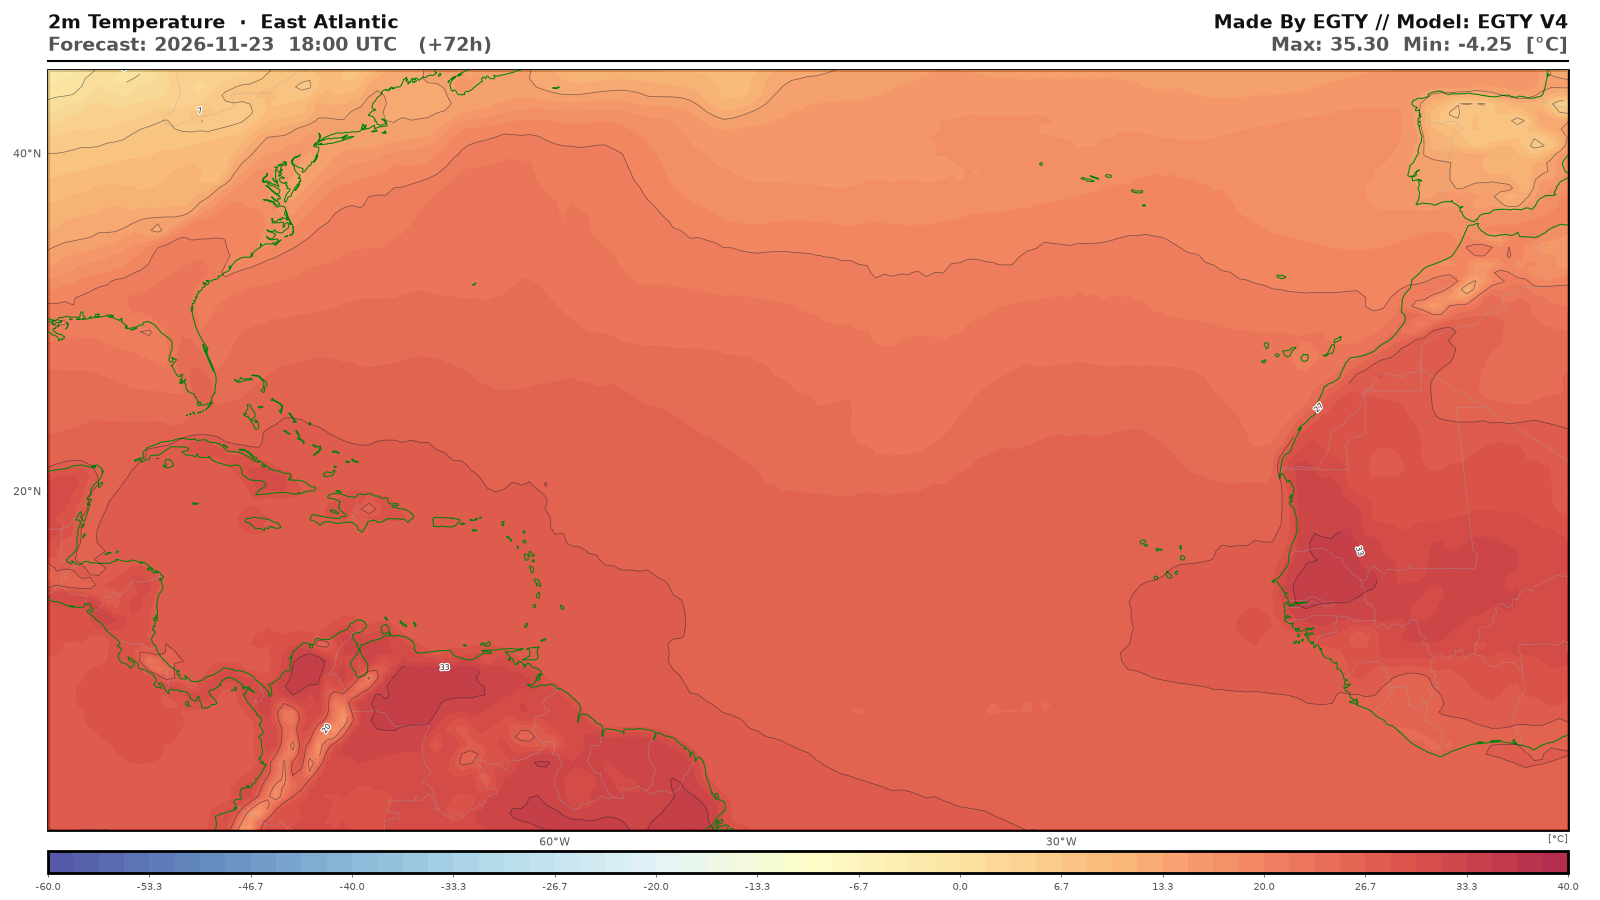 2m Temperature · East Atlantic
Made By EGTY // Model: EGTY V4
Forecast: 2026-11-23 18:00 UTC (+72h)
Max: 35.30 Min: -4.25 [°C]
7
40°N
27
20°N
33
33
20
60°W
30°W
[°C]
-60.0 -53.3 -46.7 -40.0 -33.3 -26.7 -20.0 -13.3 -6.7 0.0 6.7 13.3 20.0 26.7 33.3 40.0